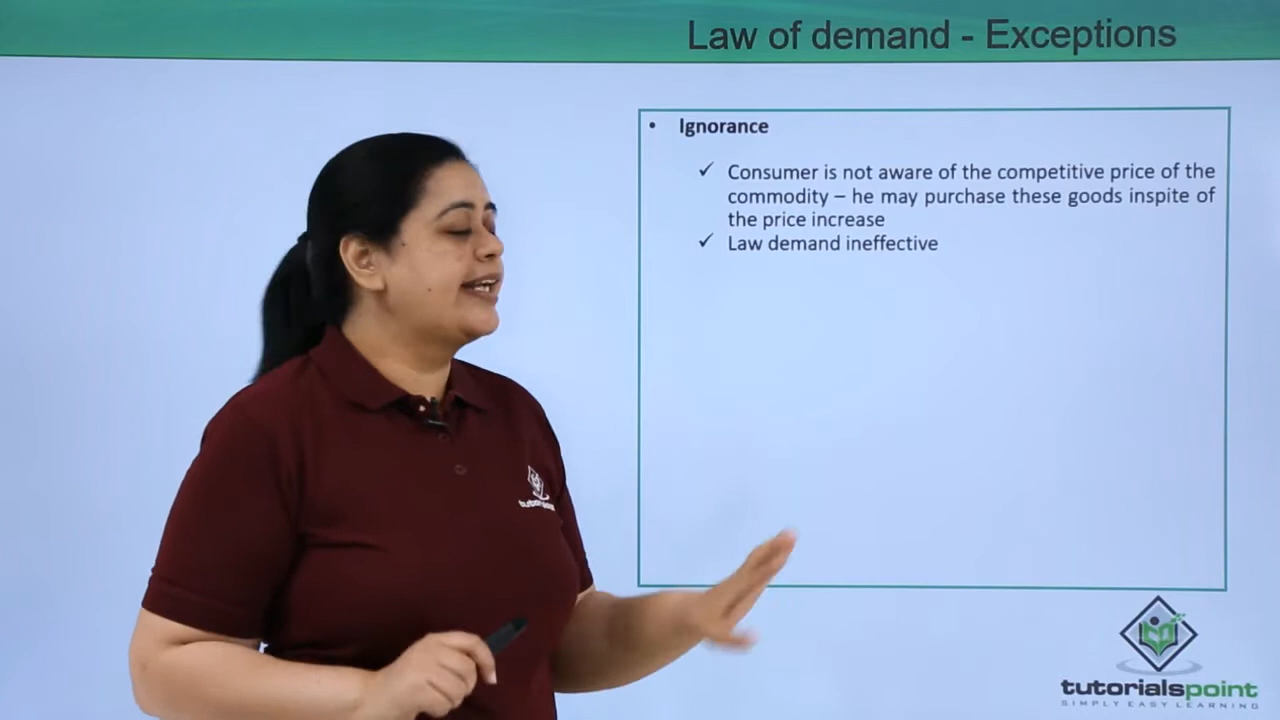 Law of demand - Exceptions
• Ignorance
✓ Consumer is not aware of the competitive price of the
commodity – he may purchase these goods inspite of
the price increase
✓ Law demand ineffective
tutorialspoint
tutorialspoint
SIMPLY EASY LEARNING